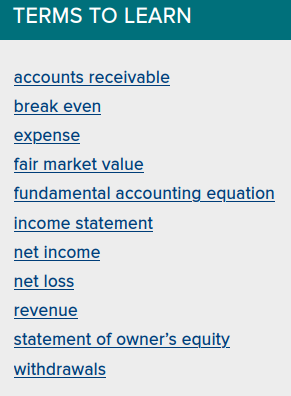 TERMS TO LEARN
accounts receivable
break even
expense
fair market value
fundamental accounting equation
income statement
net income
net loss
revenue
statement of owner’s equity
withdrawals